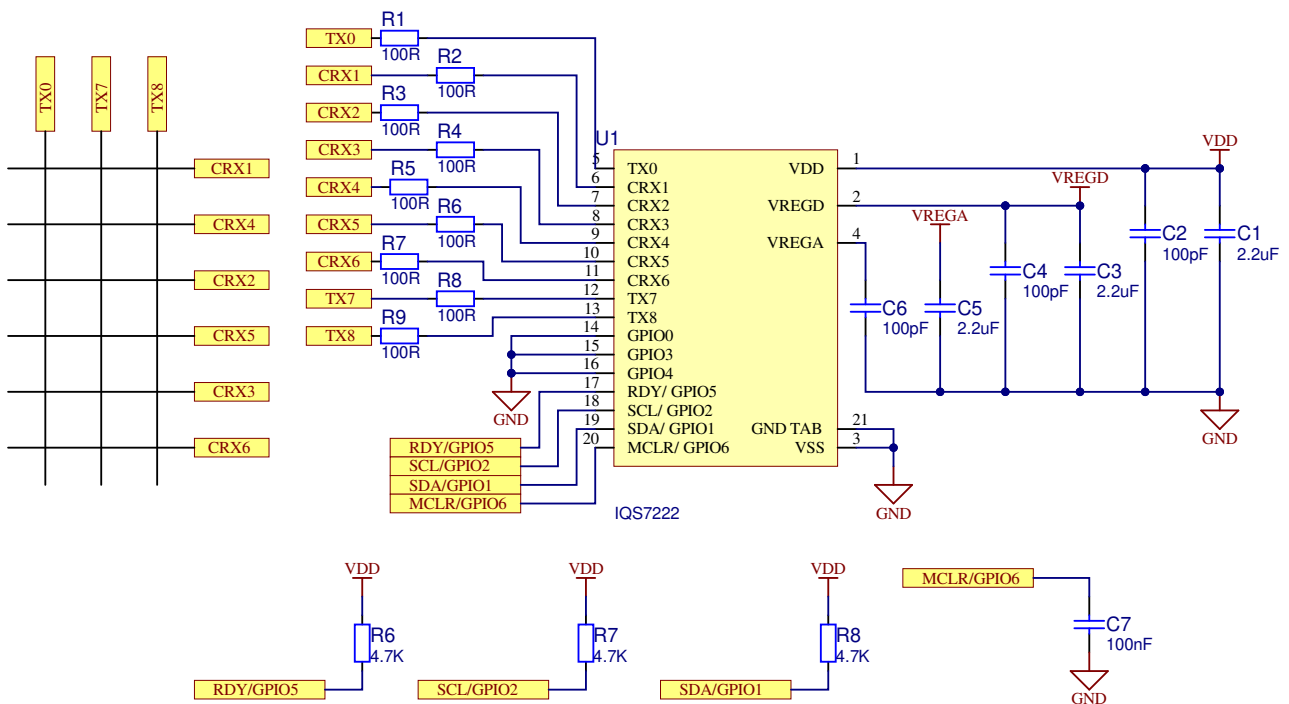 TX0
TX7
TX8
CRX1
CRX4
CRX2
CRX5
CRX3
CRX6
TX0
R1
100R
CRX1
R2
100R
CRX2
R3
100R
CRX3
R4
100R
CRX4
R5
100R
CRX5
R6
100R
CRX6
R7
100R
TX7
R8
100R
TX8
R9
100R
GND
RDY/GPIO5
SCL/GPIO2
SDA/GPIO1
MCLR/GPIO6
U1
5 TX0
6 CRX1
7 CRX2
8 CRX3
9 CRX4
10 CRX5
11 CRX6
12 TX7
13 TX8
14 GPIO0
15 GPIO3
16 GPIO4
17 RDY/ GPIO5
18 SCL/ GPIO2
19 SDA/ GPIO1
20 MCLR/ GPIO6
VDD 1
VREGD 2
VREGA 4
GND TAB 21
VSS 3
IQS7222
GND
VREGA
VREGD
VDD
C6
100pF
C5
2.2uF
C4
100pF
C3
2.2uF
C2
100pF
C1
2.2uF
GND
VDD
R6
4.7K
RDY/GPIO5
VDD
R7
4.7K
SCL/GPIO2
VDD
R8
4.7K
SDA/GPIO1
MCLR/GPIO6
C7
100nF
GND